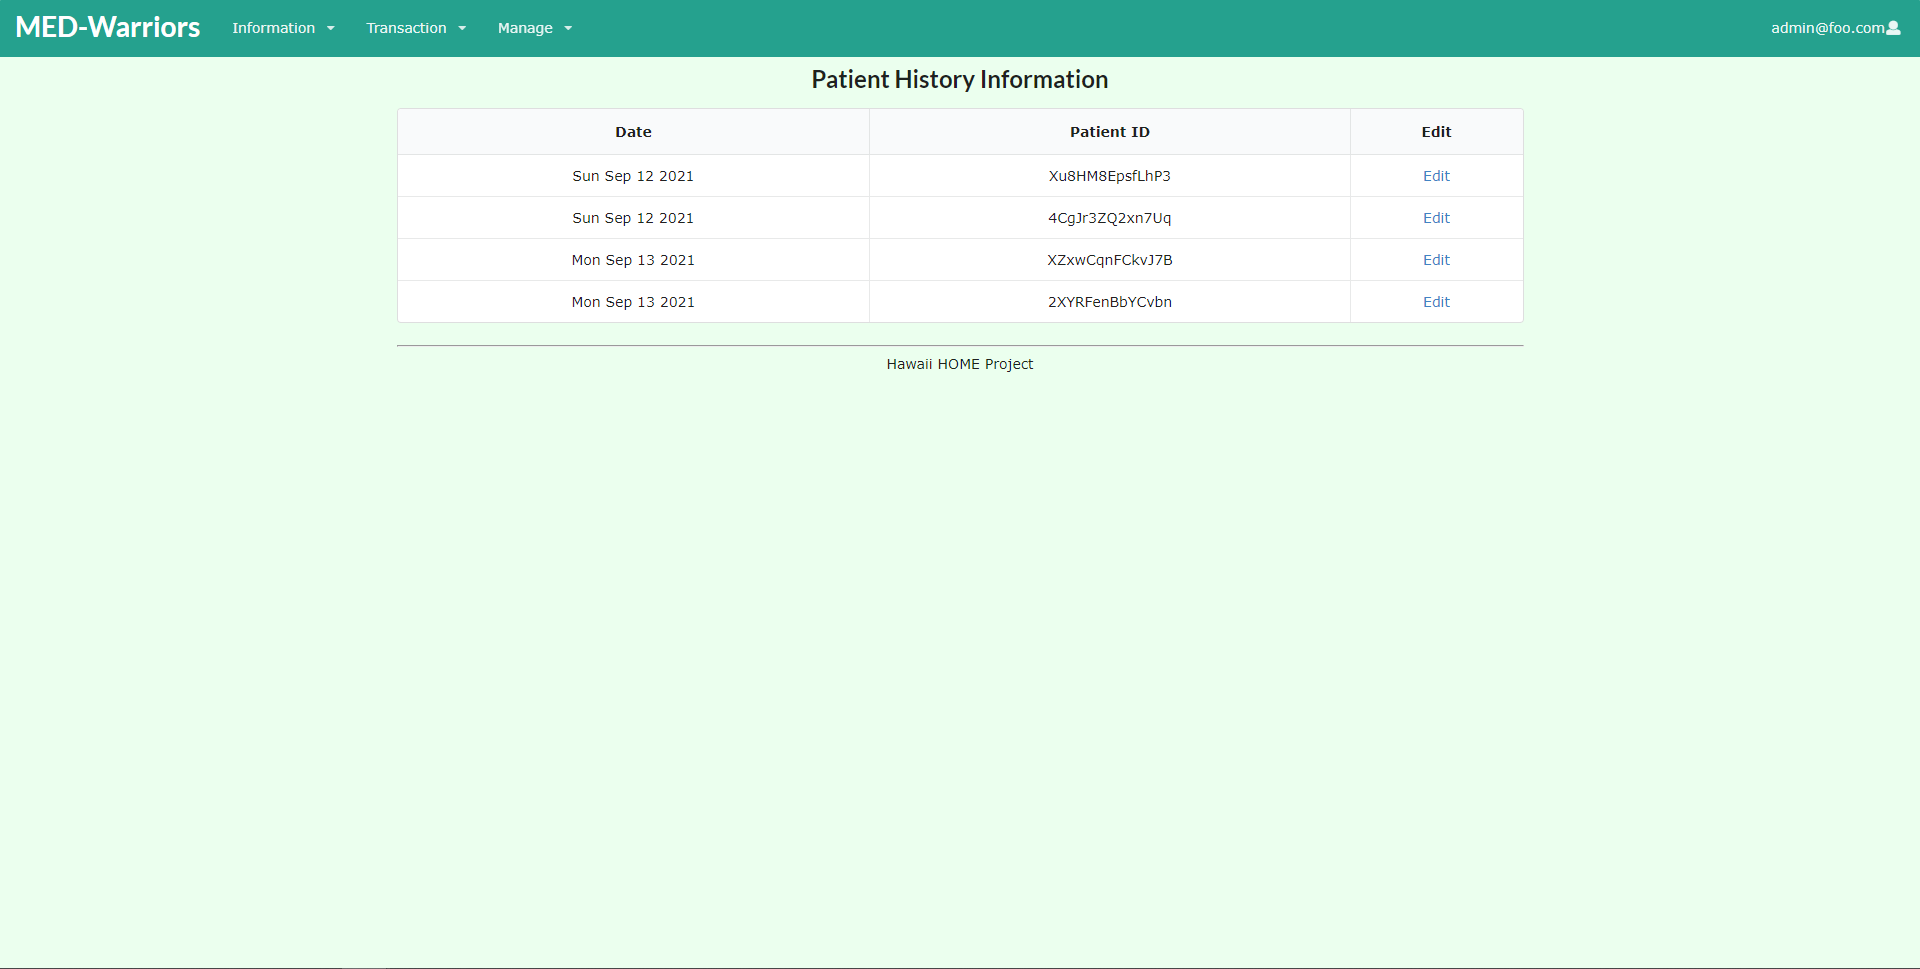 MED-Warriors Information Transaction Manage admin@foo.com
Patient History Information
Date Patient ID Edit
Sun Sep 12 2021 Xu8HM8EpsfLhP3 Edit
Sun Sep 12 2021 4CgJr3ZQ2xn7Uq Edit
Mon Sep 13 2021 XZxwCqnFCkvJ7B Edit
Mon Sep 13 2021 2XYRFenBbYCvbn Edit
Hawaii HOME Project